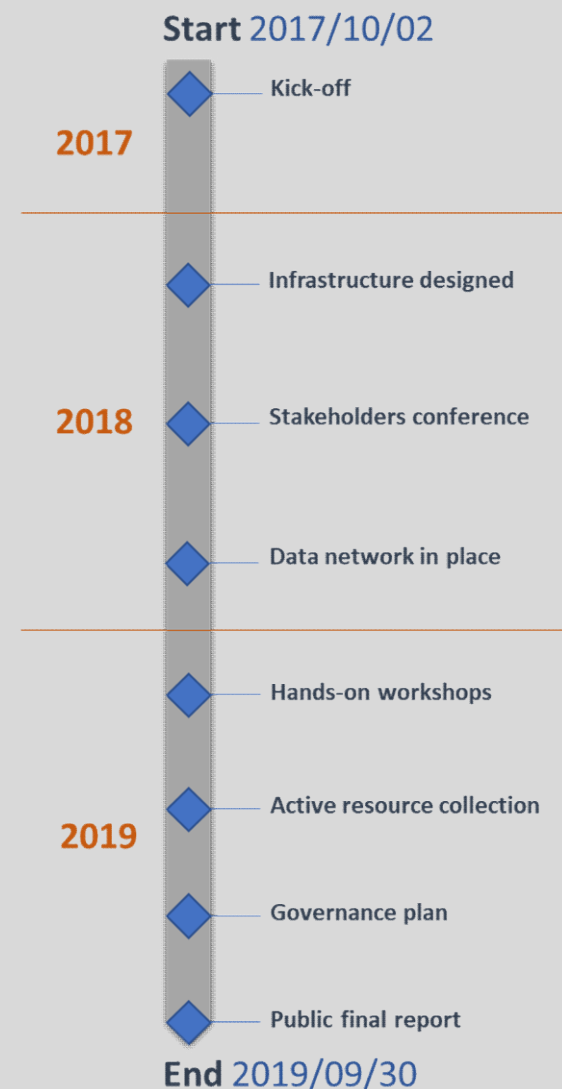 Start 2017/10/02
Kick-off
2017
Infrastructure designed
2018
Stakeholders conference
Data network in place
Hands-on workshops
Active resource collection
2019
Governance plan
Public final report
End 2019/09/30